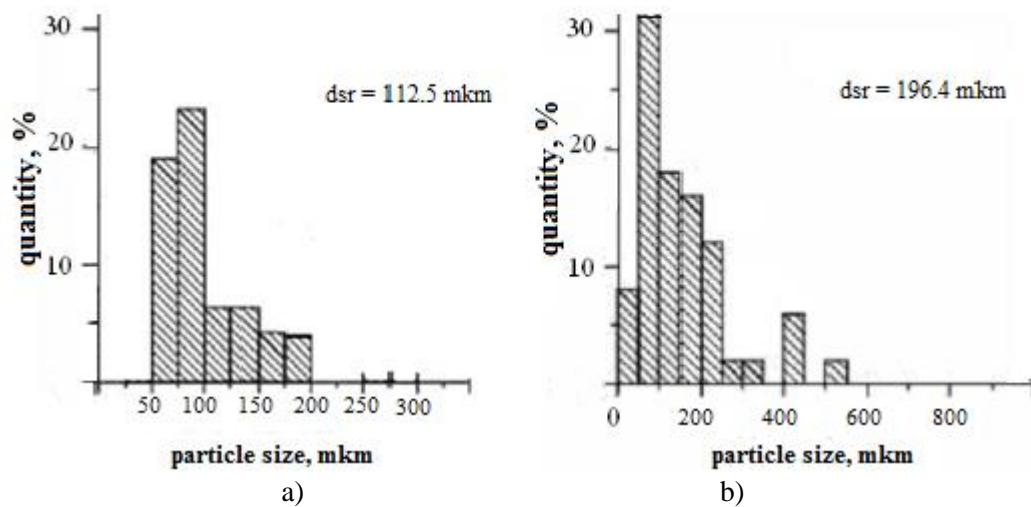 30
20
10
quantity, %
dsr = 112.5 mkm
50 100 150 200 250 300
particle size, mkm
a)
30
20
10
quantity, %
dsr = 196.4 mkm
0 200 400 600 800
particle size, mkm
b)